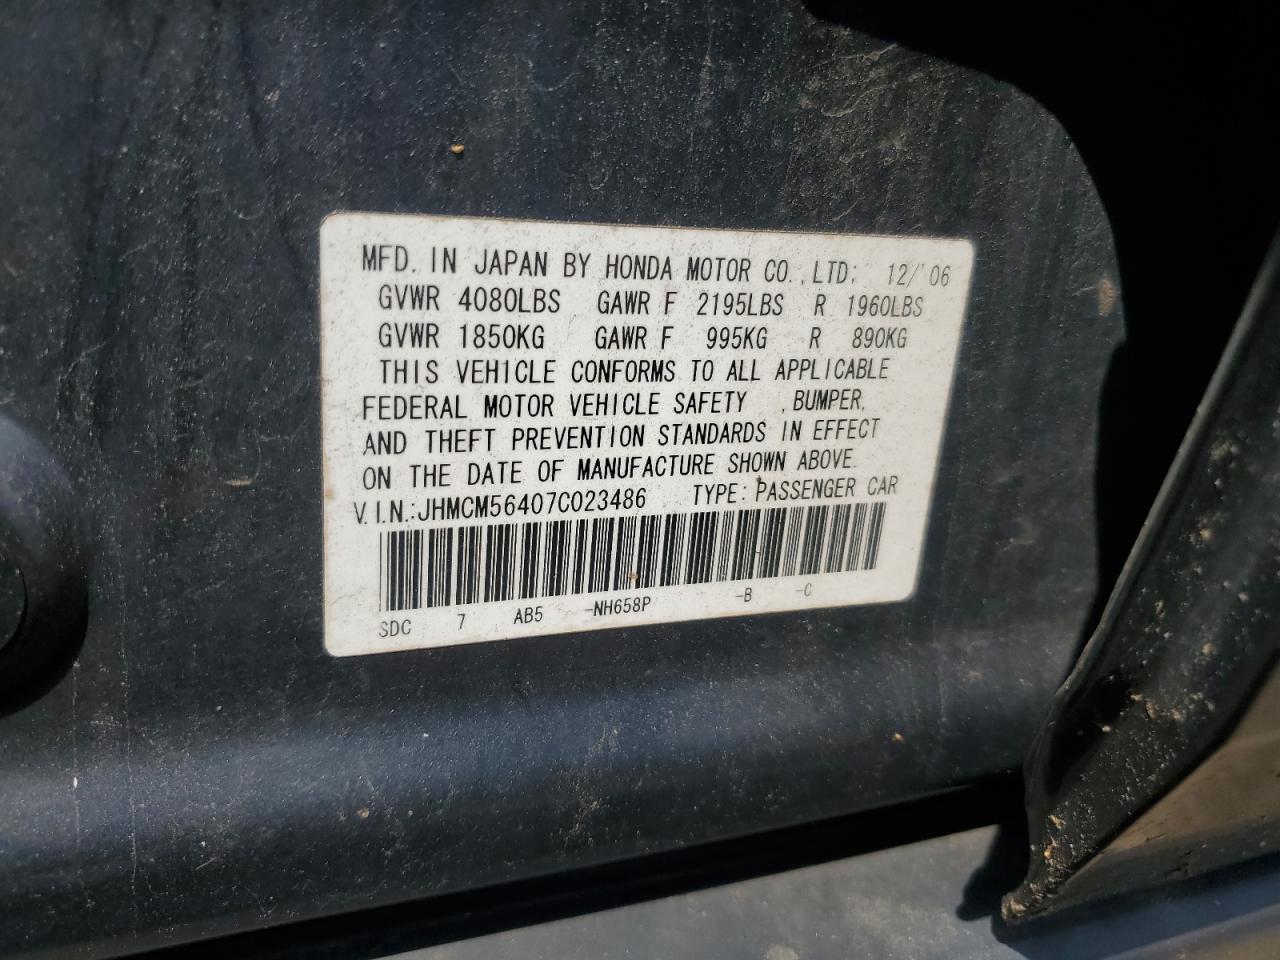 MFD. IN JAPAN BY HONDA MOTOR CO.,LTD; 12/'06
GVWR 4080LBS GAWR F 2195LBS R 1960LBS
GVWR 1850KG GAWR F 995KG R 890KG
THIS VEHICLE CONFORMS TO ALL APPLICABLE
FEDERAL MOTOR VEHICLE SAFETY , BUMPER,
AND THEFT PREVENTION STANDARDS IN EFFECT
ON THE DATE OF MANUFACTURE SHOWN ABOVE.
V.I.N.:JHMCM56407C023486 TYPE: PASSENGER CAR
SDC 7 AB5 -NH658P -B -C